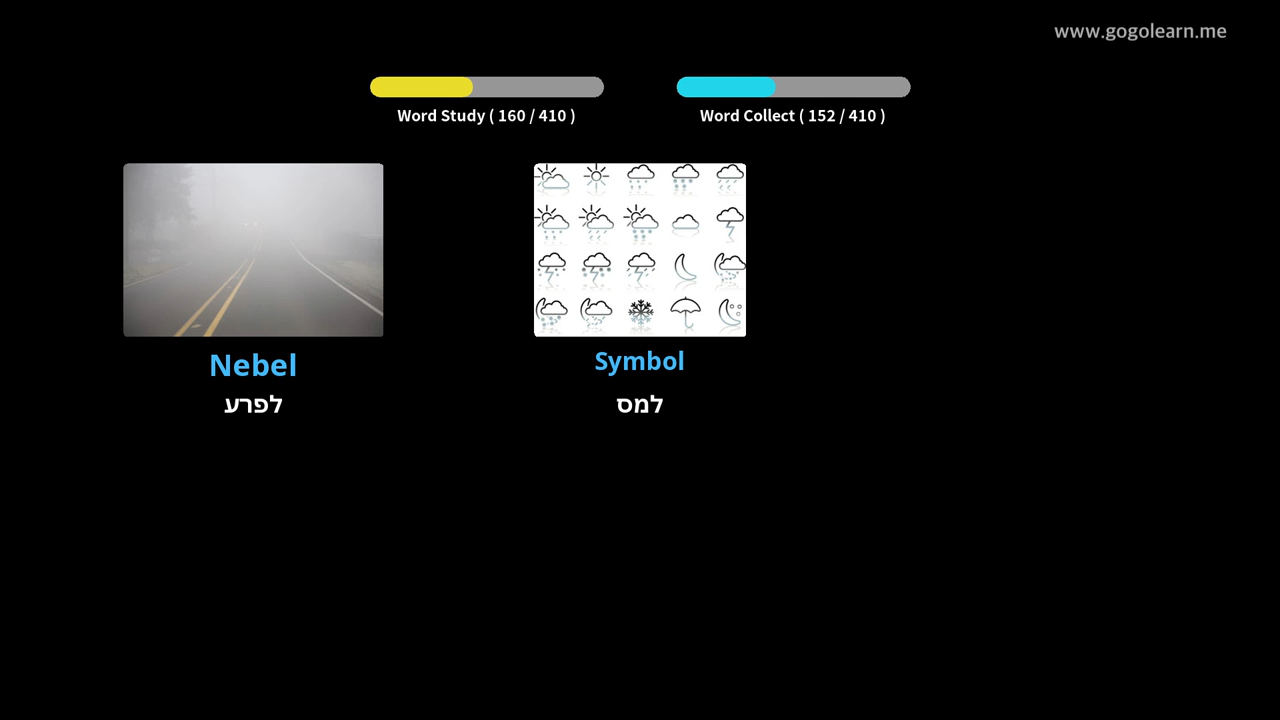 www.gogolearn.me
Word Study ( 160 / 410 )
Word Collect ( 152 / 410 )
Nebel
לפרע
Symbol
למס